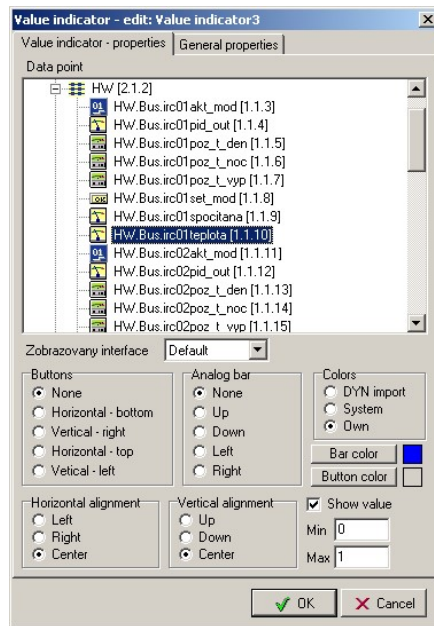 Value indicator - edit: Value indicator3
Value indicator - properties
General properties
Data point
HW [2.1.2]
HW.Bus.irc01akt_mod [1.1.3]
HW.Bus.irc01pid_out [1.1.4]
HW.Bus.irc01poz_t_den [1.1.5]
HW.Bus.irc01poz_t_noc [1.1.6]
HW.Bus.irc01poz_t_vyp [1.1.7]
HW.Bus.irc01set_mod [1.1.8]
HW.Bus.irc01spocitana [1.1.9]
HW.Bus.irc01teplota [1.1.10]
HW.Bus.irc02akt_mod [1.1.11]
HW.Bus.irc02pid_out [1.1.12]
HW.Bus.irc02poz_t_den [1.1.13]
HW.Bus.irc02poz_t_noc [1.1.14]
HW.Bus.irc02poz_t_vyp [1.1.15]
Zobrazovany interface Default
Buttons
None
Horizontal - bottom
Vertical - right
Horizontal - top
Vetical - left
Analog bar
None
Up
Down
Left
Right
Colors
DYN import
System
Own
Bar color
Button color
Horizontal alignment
Left
Right
Center
Vertical alignment
Up
Down
Center
Show value
Min 0
Max 1
OK
Cancel